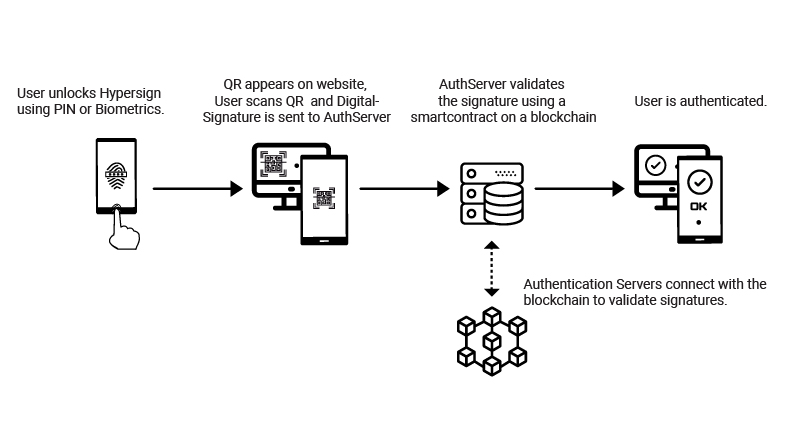 User unlocks Hypersign
using PIN or Biometrics.
QR appears on website,
User scans QR and Digital-
Signature is sent to AuthServer
AuthServer validates
the signature using a
smartcontract on a blockchain
User is authenticated.
OK
Authentication Servers connect with the
blockchain to validate signatures.